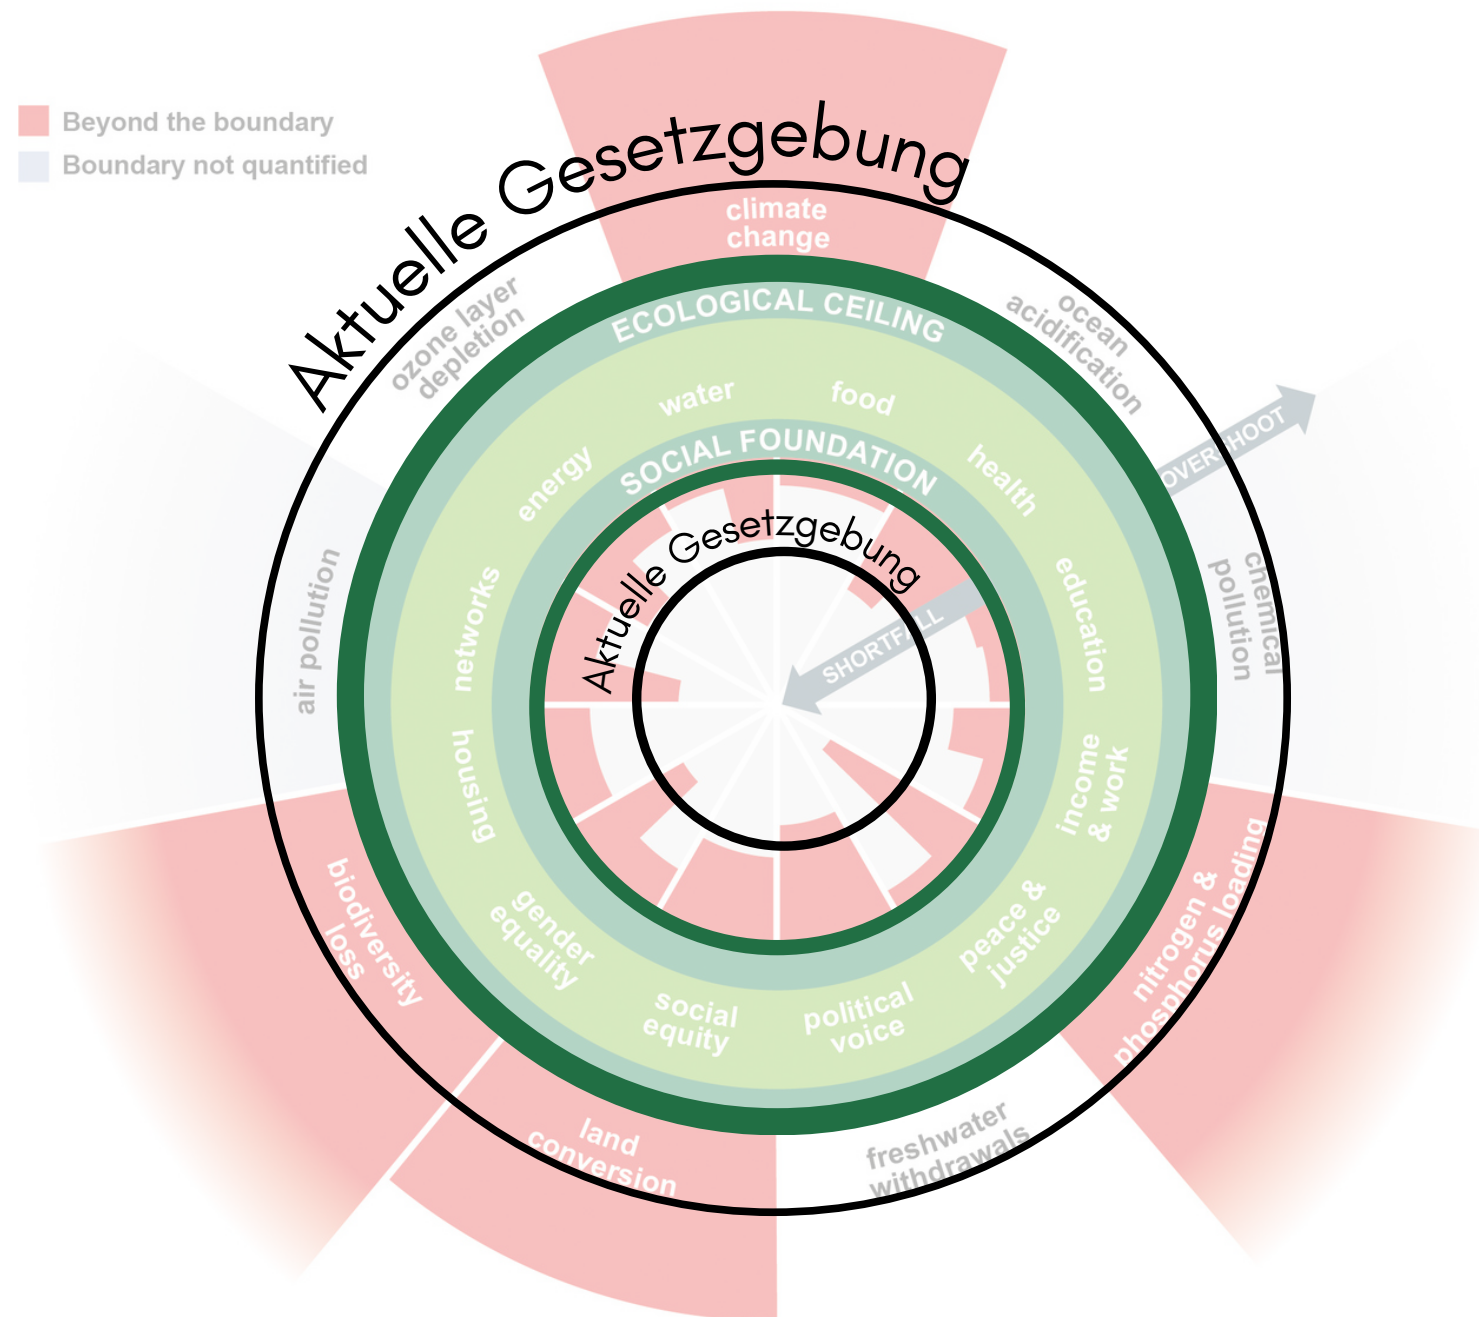 Beyond the boundary
Boundary not quantified
Aktuelle Gesetzgebung
climate
change
ozone layer
depletion
ocean
acidification
ECOLOGICAL CEILING
water
food
SOCIAL FOUNDATION
energy
health
OVERSHOOT
Aktuelle Gesetzgebung
networks
education
air pollution
chemical
pollution
SHORTFALL
housing
income
& work
biodiversity
loss
nitrogen &
phosphorus loading
gender
equality
peace &
justice
social
equity
political
voice
land
conversion
freshwater
withdrawals